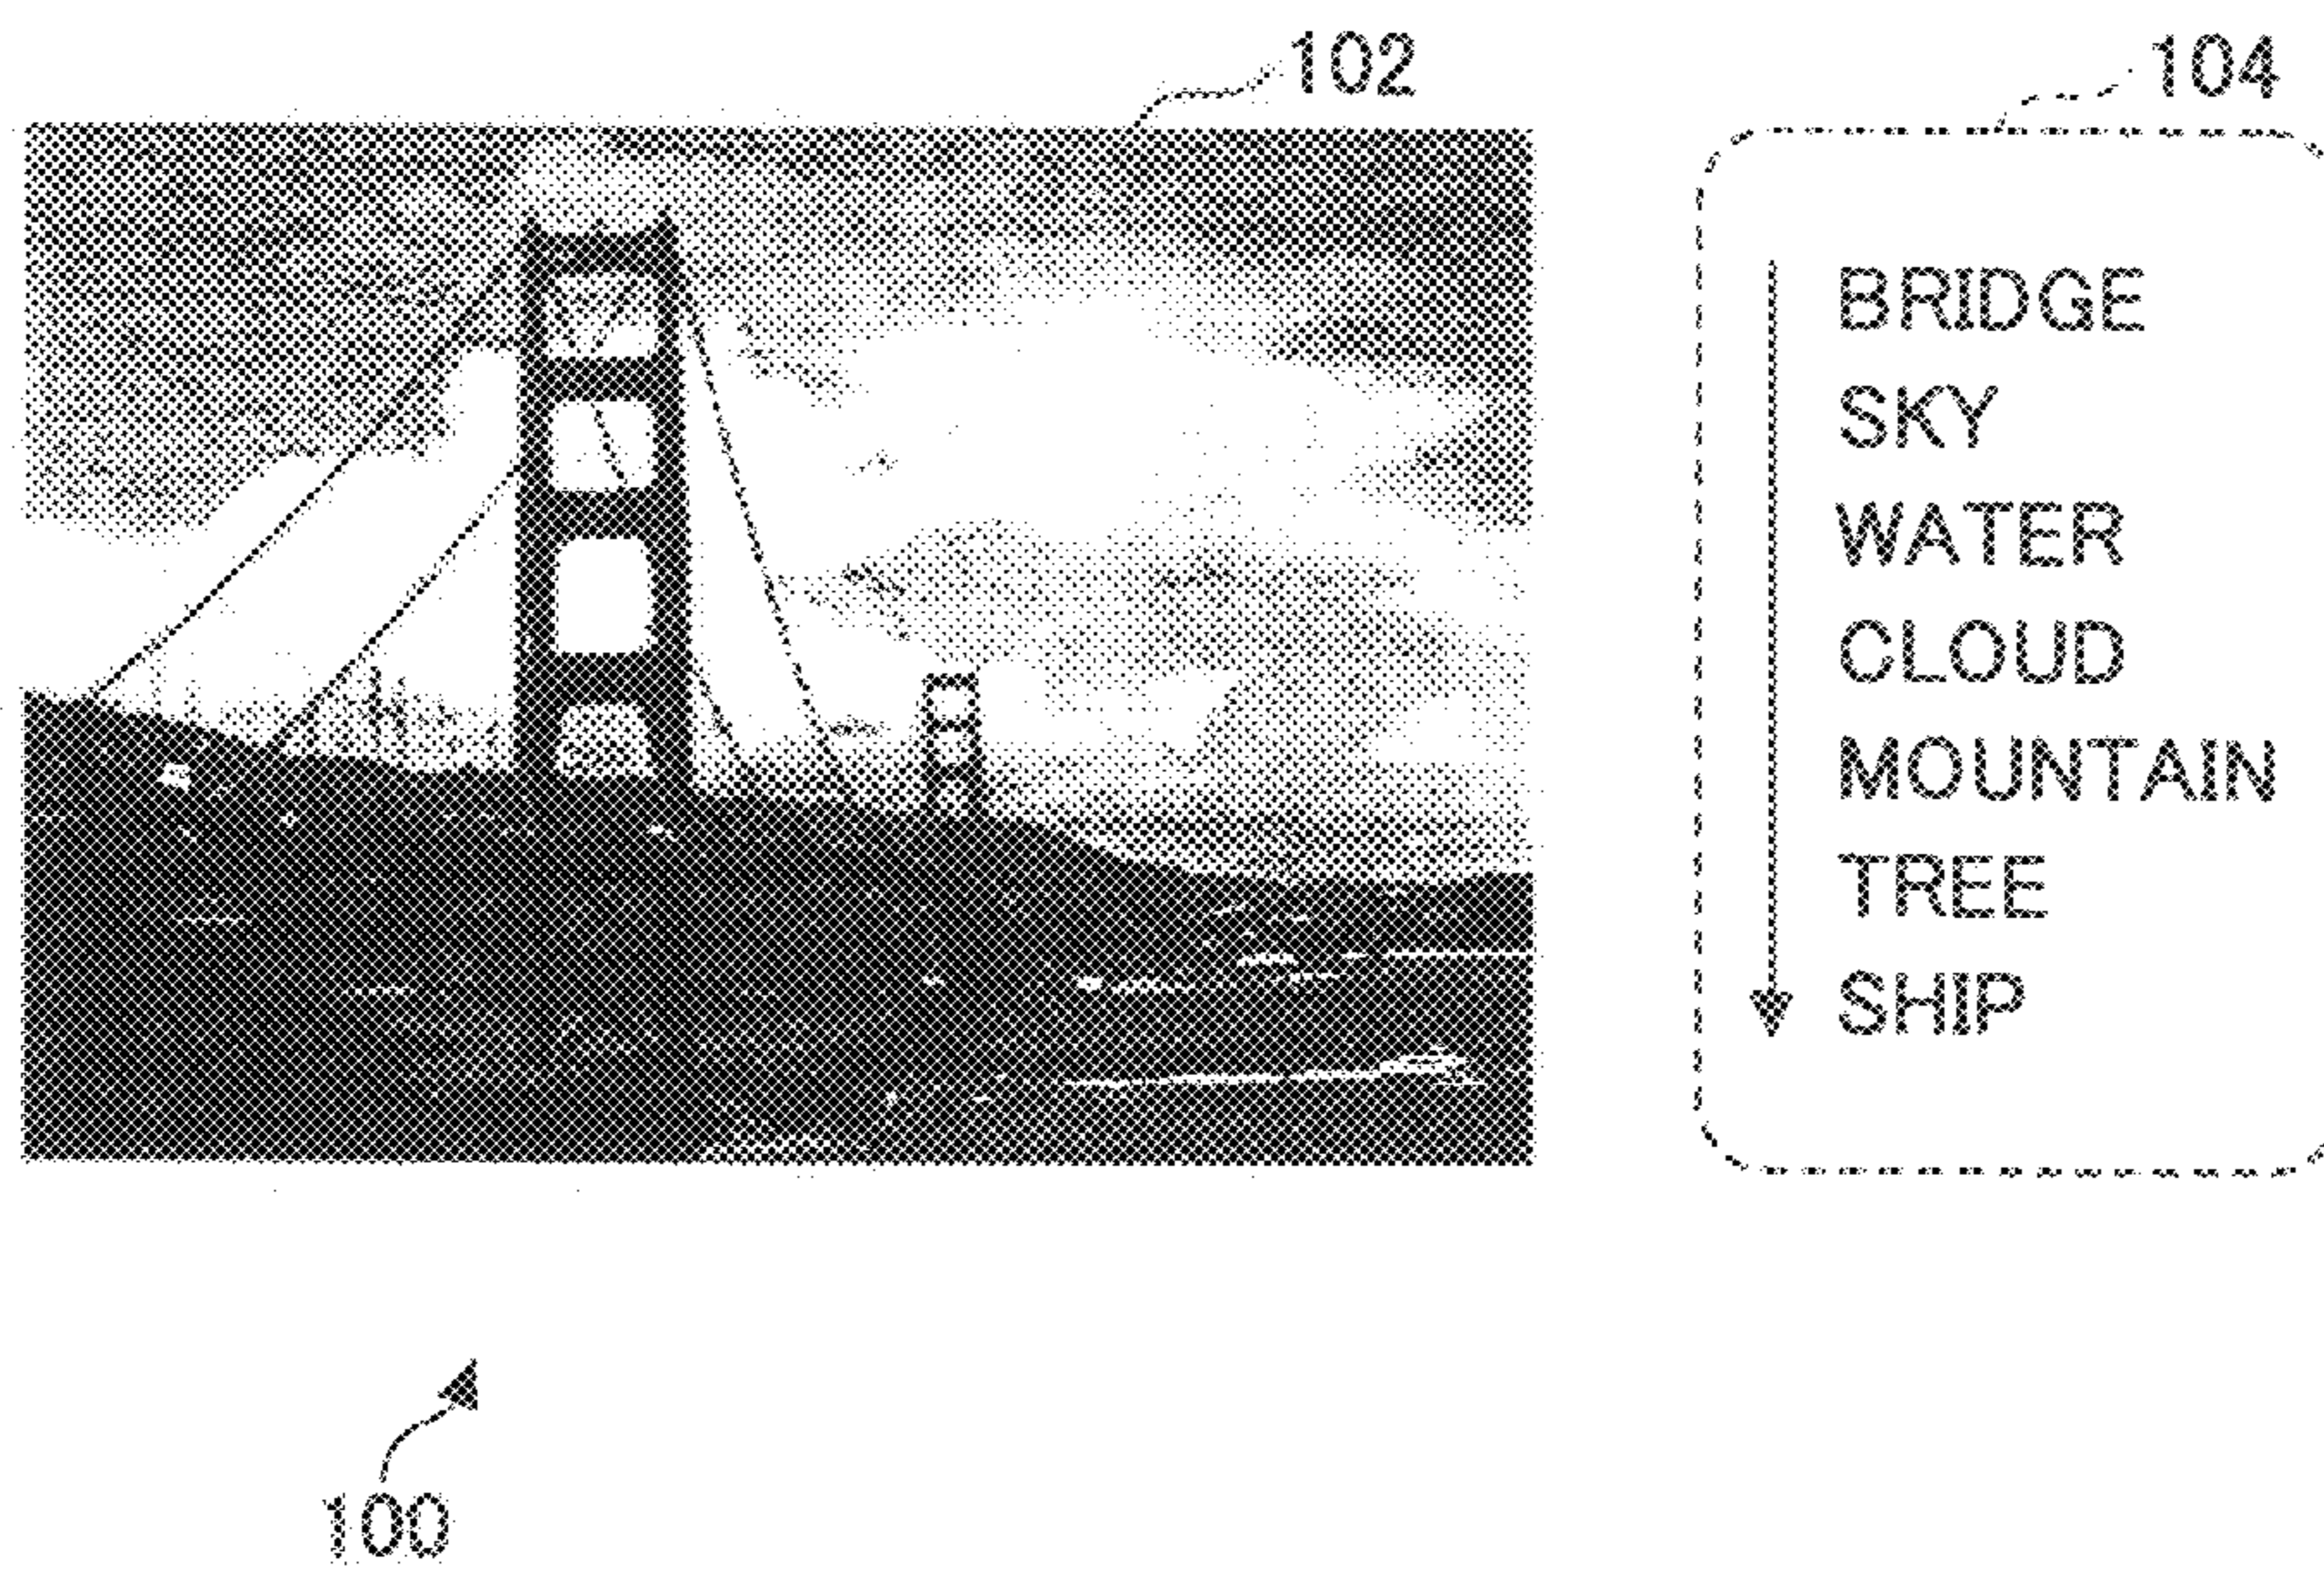 102
104
BRIDGE
SKY
WATER
CLOUD
MOUNTAIN
TREE
SHIP
100